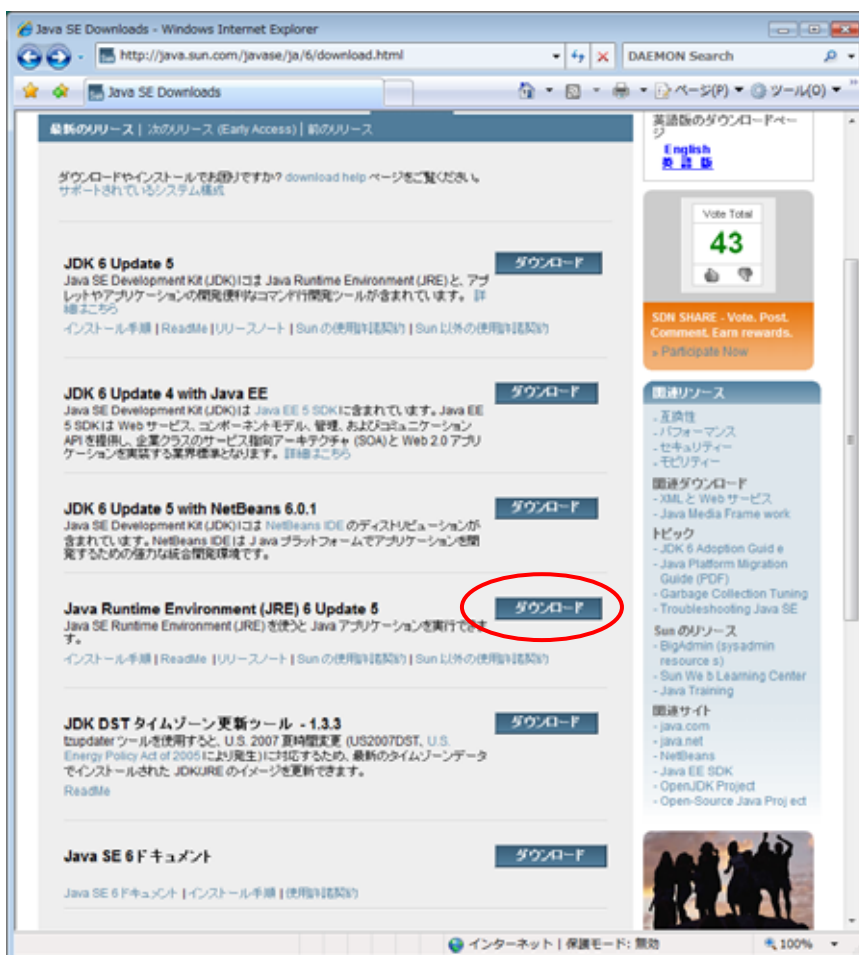 Java SE Downloads - Windows Internet Explorer
http://java.sun.com/javase/ja/6/download.html
DAEMON Search
Java SE Downloads
ページ(P)
ツール(O)
最新のリリース | 次のリリース (Early Access) | 前のリリース
ダウンロードやインストールでお困りですか? download help ページをご覧ください。
サポートされているシステム構成
JDK 6 Update 5
ダウンロード
Java SE Development Kit (JDK)には Java Runtime Environment (JRE)と、アプ
レットやアプリケーションの開発便利なコマンド行開発ツールが含まれています。 詳
細はこちら
インストール手順 | ReadMe | リリースノート | Sun の使用許諾契約 | Sun 以外の使用許諾契約
JDK 6 Update 4 with Java EE
ダウンロード
Java SE Development Kit (JDK)は Java EE 5 SDKに含まれています。Java EE
5 SDKは Web サービス、コンポーネントモデル、管理、およびコミュニケーション
API を提供し、企業クラスのサービス指向アーキテクチャ (SOA)と Web 2.0 アプリ
ケーションを実装する業界標準となります。 詳細はこちら
JDK 6 Update 5 with NetBeans 6.0.1
ダウンロード
Java SE Development Kit (JDK)には NetBeans IDE のディストリビューションが
含まれています。NetBeans IDE は Java プラットフォームでアプリケーションを開
発するための強力な統合開発環境です。
Java Runtime Environment (JRE) 6 Update 5
ダウンロード
Java SE Runtime Environment (JRE) を使うと Java アプリケーションを実行できま
す。
インストール手順 | ReadMe | リリースノート | Sun の使用許諾契約 | Sun 以外の使用許諾契約
JDK DST タイムゾーン更新ツール - 1.3.3
ダウンロード
tzupdater ツールを使用すると、U.S. 2007 夏時間変更 (US2007DST, U.S.
Energy Policy Act of 2005 により発生)に対応するため、最新のタイムゾーンデータ
でインストールされた JDK/JRE のイメージを更新できます。
ReadMe
Java SE 6ドキュメント
ダウンロード
Java SE 6 ドキュメント | インストール手順 | 使用許諾契約
英語版のダウンロードペー
ジ
English
英語版
Vote Total
43
SDN SHARE - Vote. Post.
Comment. Earn rewards.
» Participate Now
関連リソース
- 互換性
- パフォーマンス
- セキュリティー
- モビリティー
関連ダウンロード
- XML と Web サービス
- Java Media Frame work
トピック
- JDK 6 Adoption Guid e
- Java Platform Migration
Guide (PDF)
- Garbage Collection Tuning
- Troubleshooting Java SE
Sun のリソース
- BigAdmin (sysadmin
resource s)
- Sun We b Learning Center
- Java Training
関連サイト
- java.com
- java.net
- NetBeans
- Java EE SDK
- OpenJDK Project
- Open-Source Java Proj ect
インターネット | 保護モード: 無効
100%